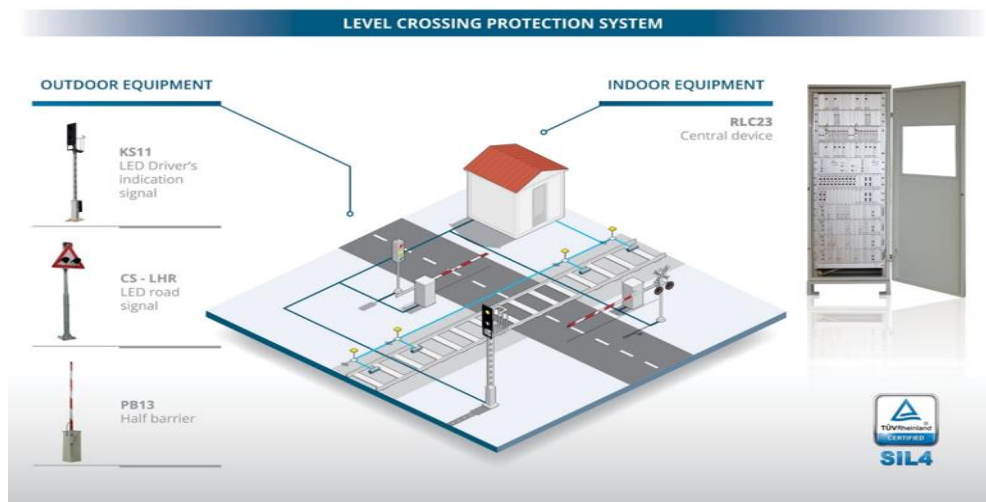 LEVEL CROSSING PROTECTION SYSTEM
OUTDOOR EQUIPMENT
KS11
LED Driver's
indication
signal
CS - LHR
LED road
signal
PB13
Half barrier
INDOOR EQUIPMENT
RLC23
Central device
TÜVRheinland
CERTIFIED
SIL4